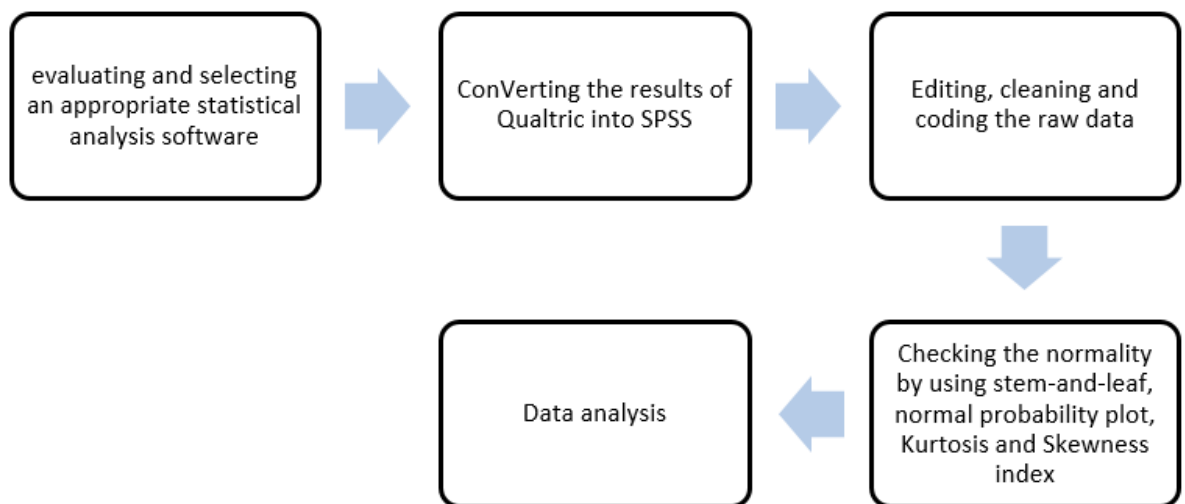 evaluating and selecting
an appropriate statistical
analysis software
ConVerting the results of
Qualtric into SPSS
Editing, cleaning and
coding the raw data
Checking the normality
by using stem-and-leaf,
normal probability plot,
Kurtosis and Skewness
index
Data analysis